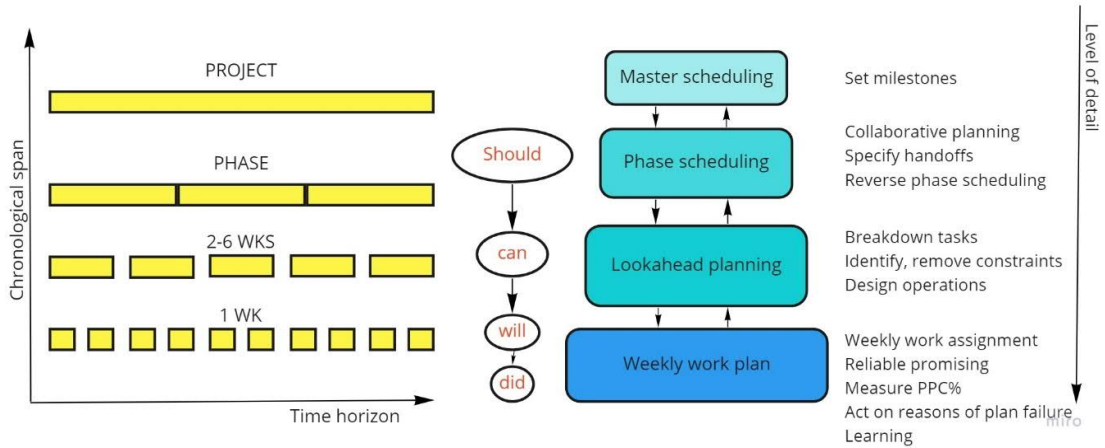 Chronological span
PROJECT
PHASE
2-6 WKS
1 WK
Time horizon
Should
can
will
did
Master scheduling
Phase scheduling
Lookahead planning
Weekly work plan
Set milestones
Collaborative planning
Specify handoffs
Reverse phase scheduling
Breakdown tasks
Identify, remove constraints
Design operations
Weekly work assignment
Reliable promising
Measure PPC%
Act on reasons of plan failure
Learning
Level of detail
miro